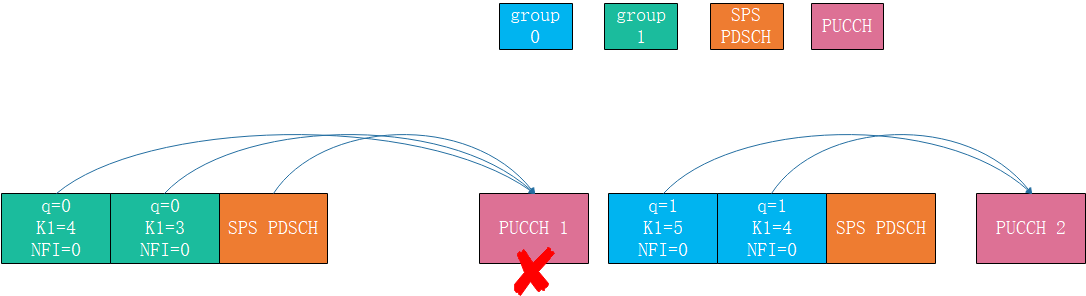 group
0
group
1
SPS
PDSCH
PUCCH
q=0
K1=4
NFI=0
q=0
K1=3
NFI=0
SPS PDSCH
PUCCH 1
q=1
K1=5
NFI=0
q=1
K1=4
NFI=0
SPS PDSCH
PUCCH 2